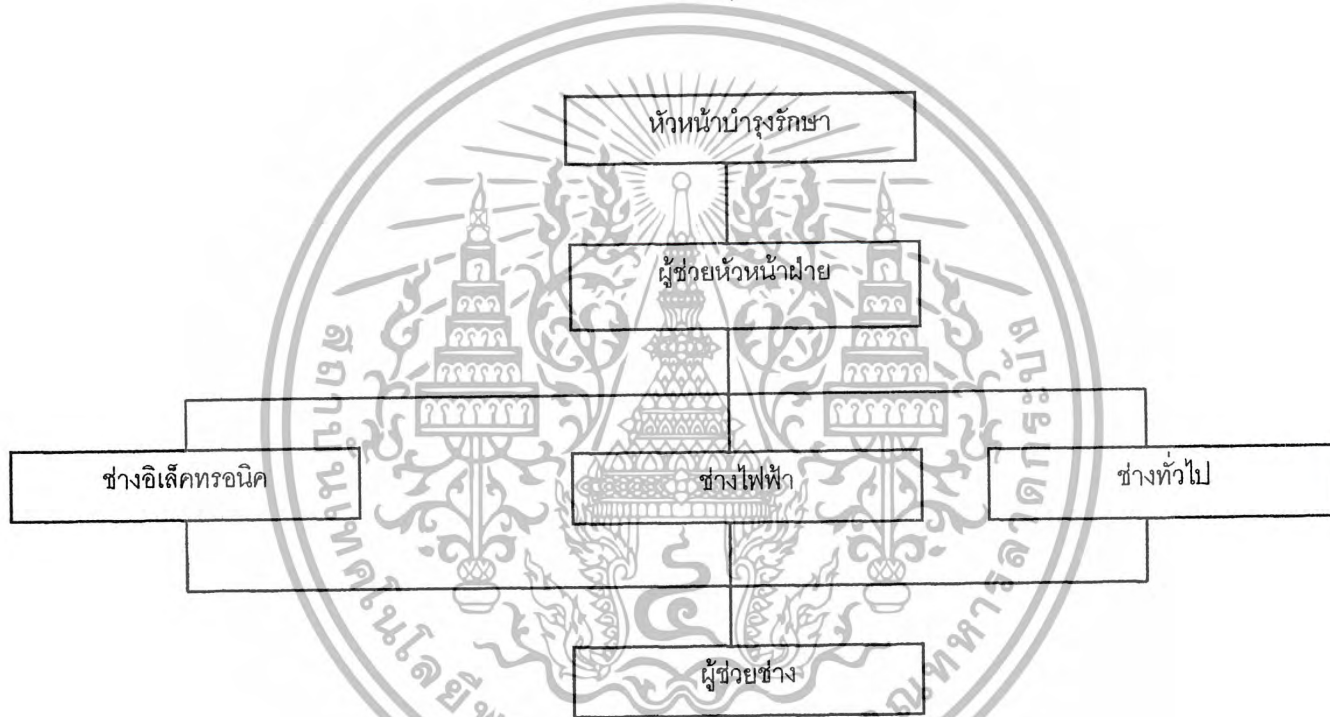 หัวหน้าบำรุงรักษา
ผู้ช่วยหัวหน้าฝ่าย
ช่างอิเล็คทรอนิค
ช่างไฟฟ้า
ช่างทั่วไป
ผู้ช่วยช่าง